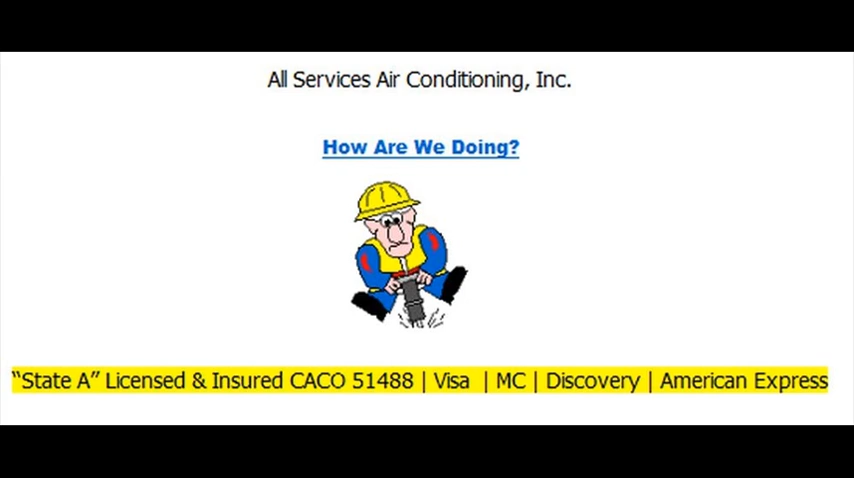 All Services Air Conditioning, Inc.
How Are We Doing?
“State A” Licensed & Insured CACO 51488 | Visa | MC | Discovery | American Express